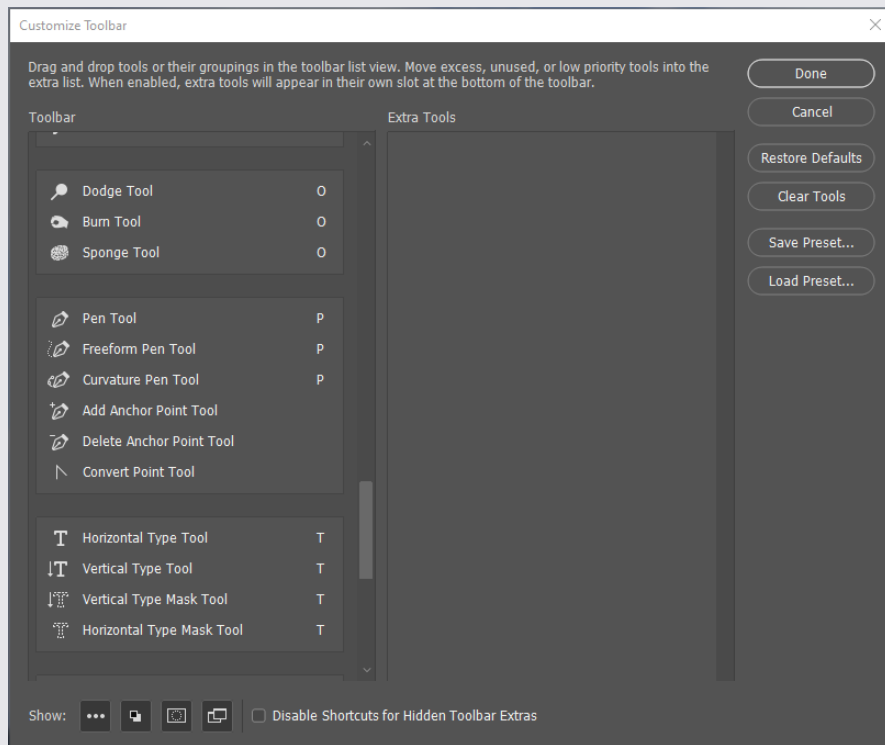 Customize Toolbar
Drag and drop tools or their groupings in the toolbar list view. Move excess, unused, or low priority tools into the
extra list. When enabled, extra tools will appear in their own slot at the bottom of the toolbar.
Done
Cancel
Restore Defaults
Clear Tools
Save Preset...
Load Preset...
Toolbar
Extra Tools
Dodge Tool O
Burn Tool O
Sponge Tool O
Pen Tool P
Freeform Pen Tool P
Curvature Pen Tool P
Add Anchor Point Tool
Delete Anchor Point Tool
Convert Point Tool
Horizontal Type Tool T
Vertical Type Tool T
Vertical Type Mask Tool T
Horizontal Type Mask Tool T
Show:
Disable Shortcuts for Hidden Toolbar Extras